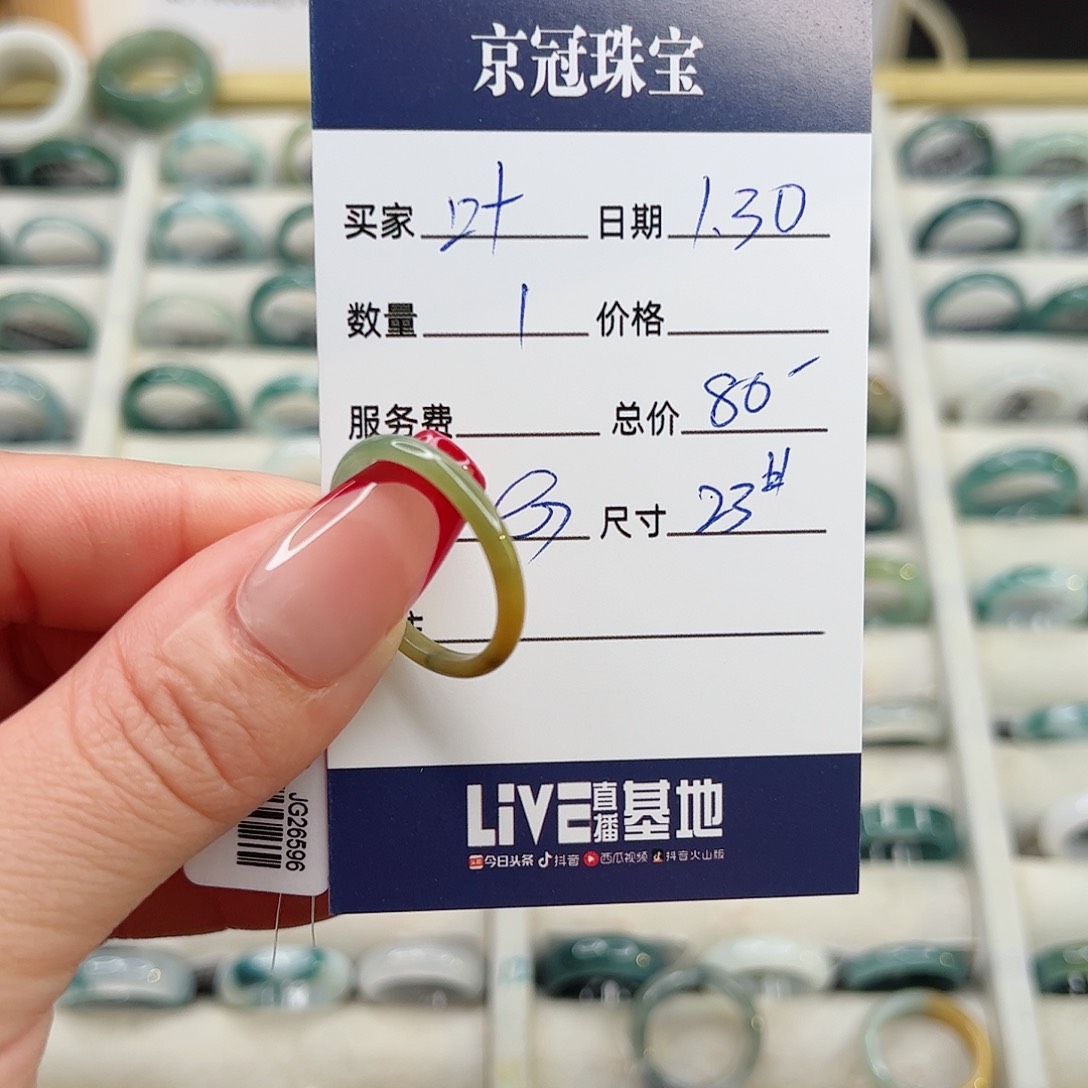 京冠珠宝
买家 叶 日期 1.30
数量 1 价格
服务费 总价 80
尺寸 23#
LiVE直播基地
今日头条 抖音 西瓜视频 抖音火山版
JG26596